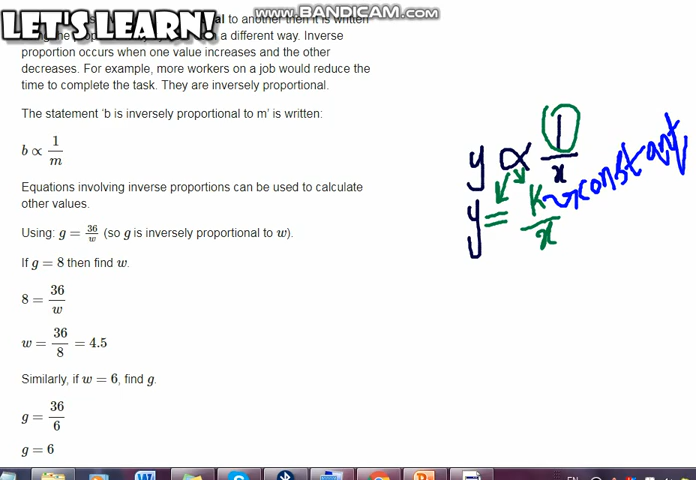 LET'S LEARN!
www.BANDICAM.com
to another then it is written
a different way. Inverse
proportion occurs when one value increases and the other
decreases. For example, more workers on a job would reduce the
time to complete the task. They are inversely proportional.
The statement ‘b is inversely proportional to m’ is written:
b ∝ 1/m
Equations involving inverse proportions can be used to calculate
other values.
Using: g = 36/w (so g is inversely proportional to w).
If g = 8 then find w.
8 = 36/w
w = 36/8 = 4.5
Similarly, if w = 6, find g.
g = 36/6
g = 6
y ∝ 1/x
y = K/x
constant